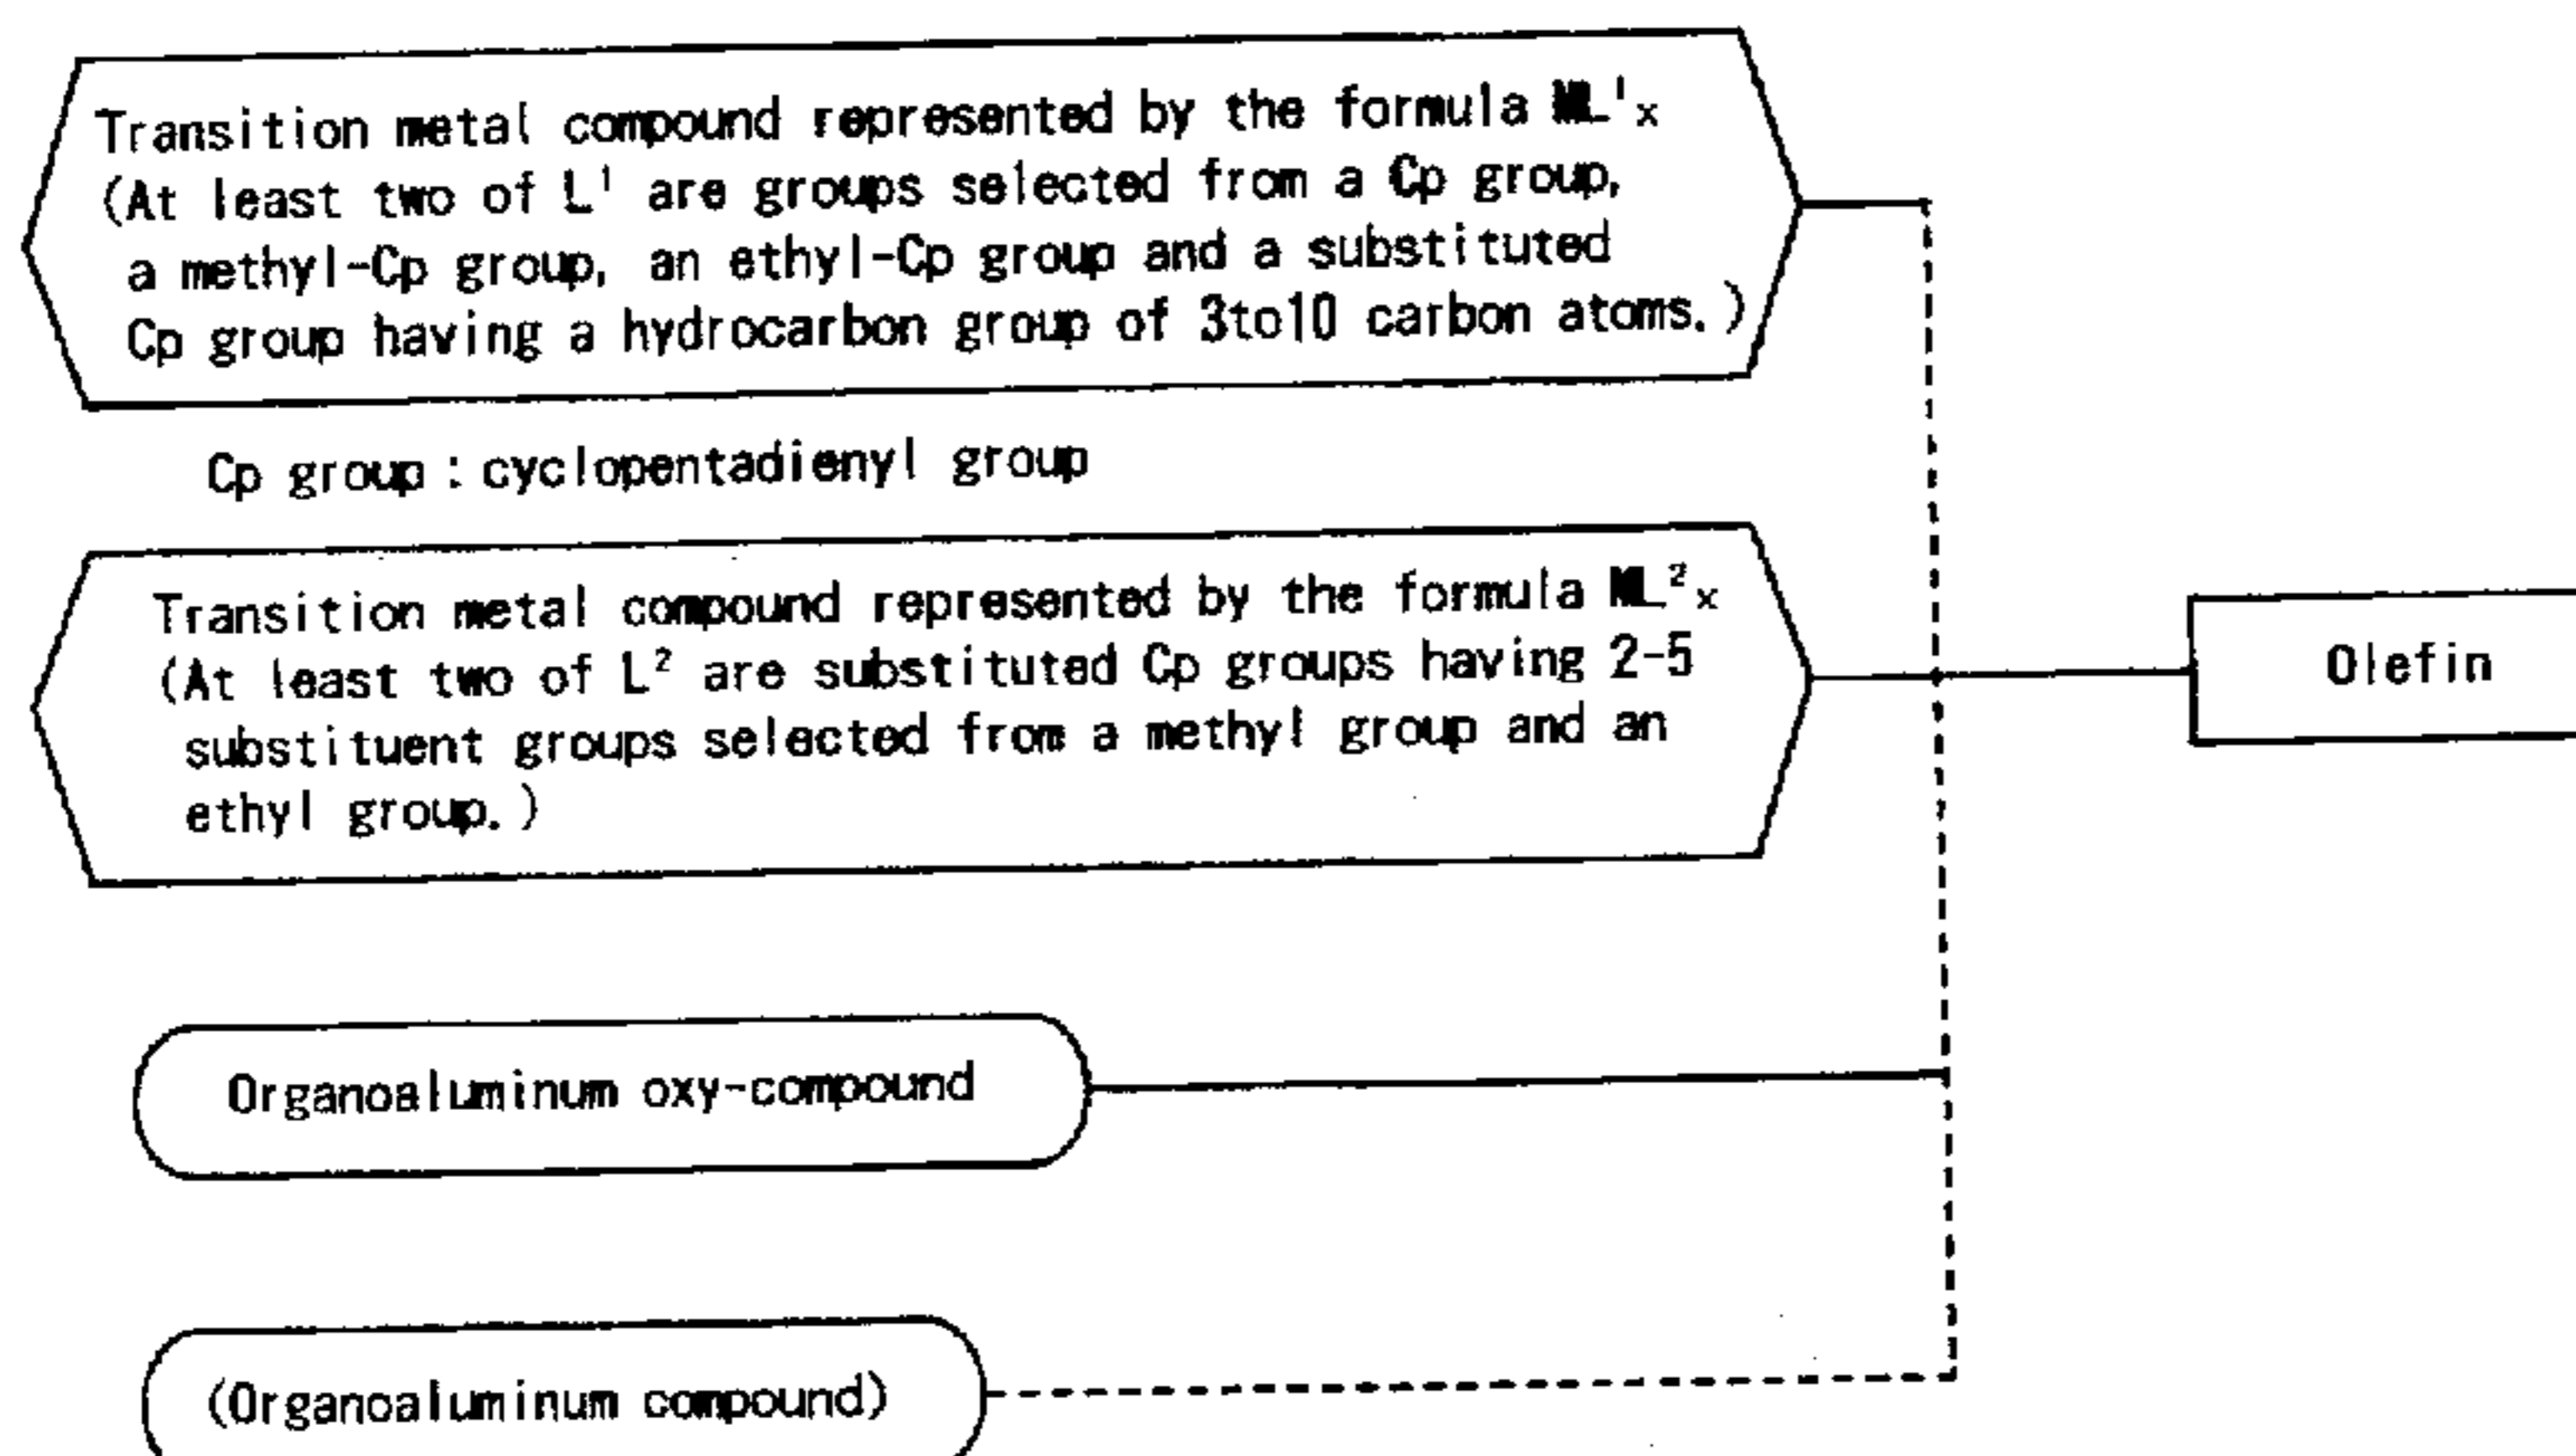 Transition metal compound represented by the formula ML¹ₓ
(At least two of L¹ are groups selected from a Cp group,
a methyl-Cp group, an ethyl-Cp group and a substituted
Cp group having a hydrocarbon group of 3to10 carbon atoms.)
Cp group : cyclopentadienyl group
Transition metal compound represented by the formula ML²ₓ
(At least two of L² are substituted Cp groups having 2-5
substituent groups selected from a methyl group and an
ethyl group.)
Olefin
Organoaluminum oxy-compound
(Organoaluminum compound)